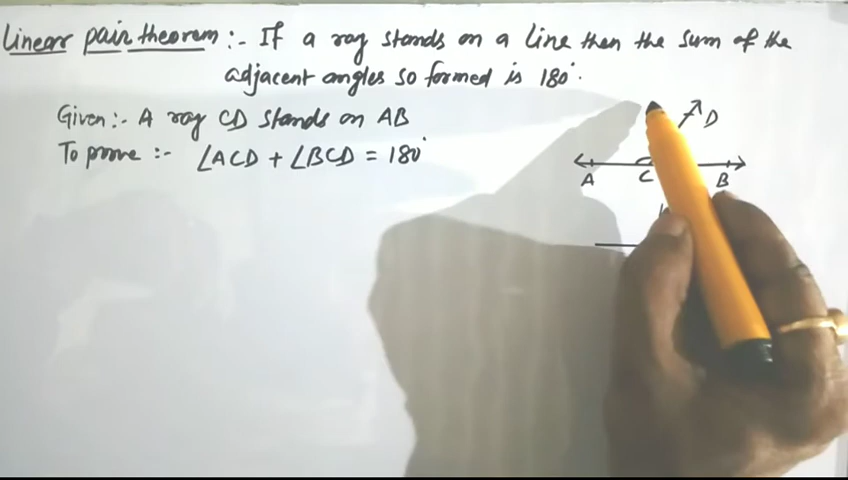 Linear pair theorem :- If a ray stands on a line then the sum of the
adjacent angles so formed is 180°.
Given :- A ray CD stands on AB
To prove :- ∠ACD + ∠BCD = 180°
D
A C B